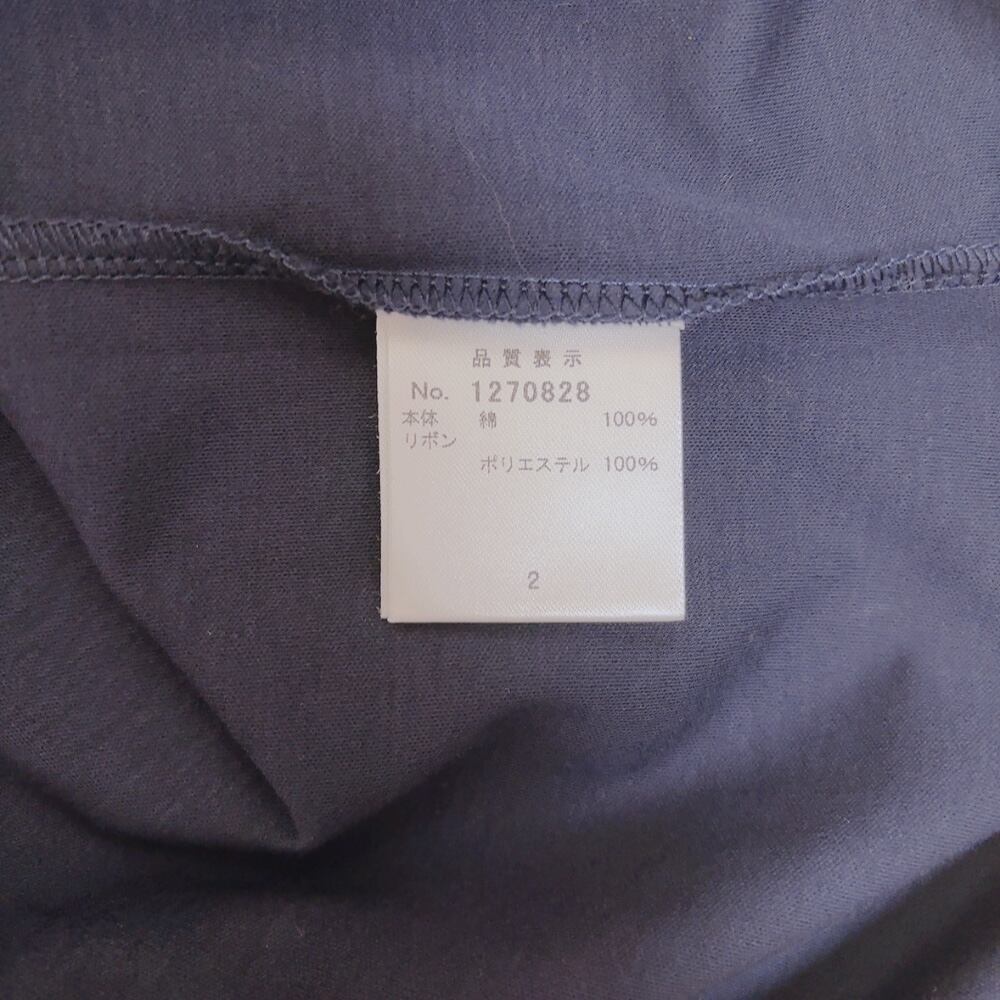 品質表示
No. 1270828
本体 綿 100%
リボン
ポリエステル 100%
2